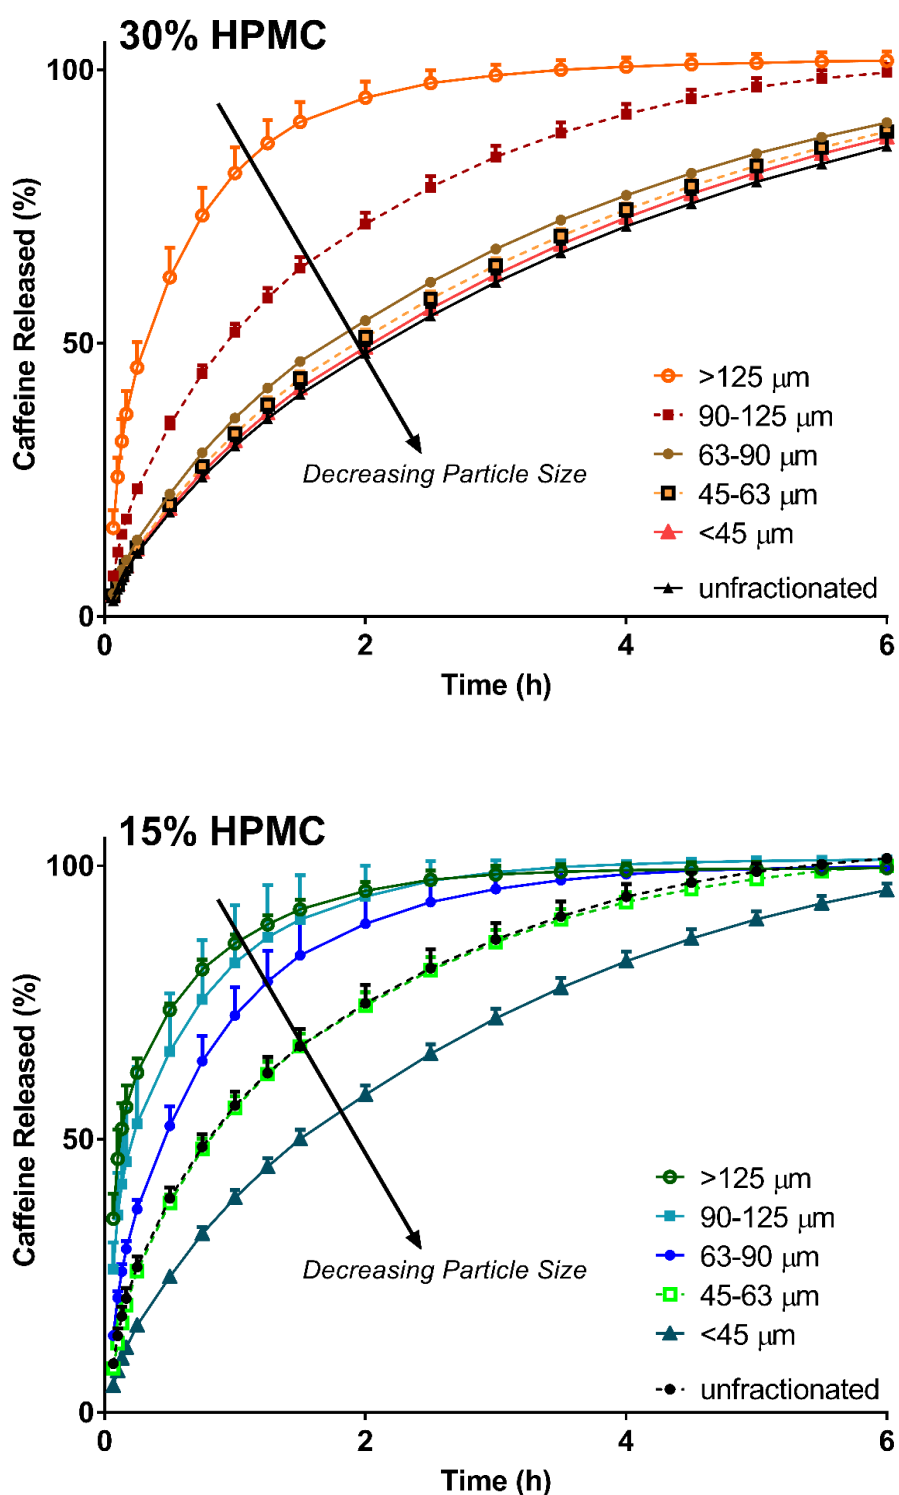 30% HPMC
100
50
0
Caffeine Released (%)
Decreasing Particle Size
>125 μm
90-125 μm
63-90 μm
45-63 μm
<45 μm
unfractionated
0 2 4 6
Time (h)
15% HPMC
100
50
0
Caffeine Released (%)
Decreasing Particle Size
>125 μm
90-125 μm
63-90 μm
45-63 μm
<45 μm
unfractionated
0 2 4 6
Time (h)